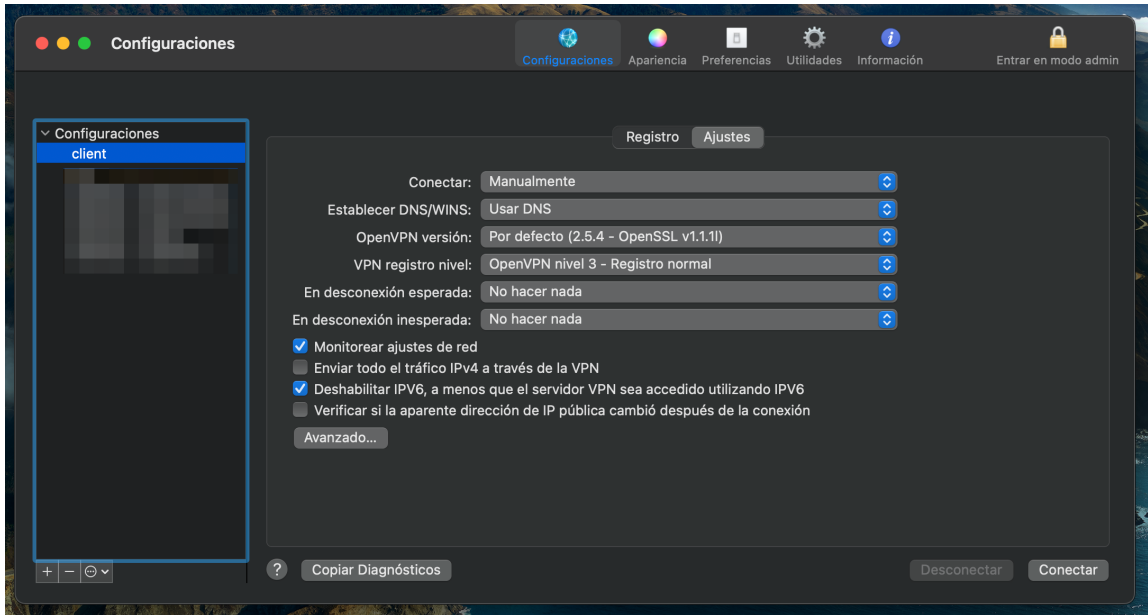 Configuraciones
Configuraciones Apariencia Preferencias Utilidades Información Entrar en modo admin
Configuraciones
client
Registro Ajustes
Conectar: Manualmente
Establecer DNS/WINS: Usar DNS
OpenVPN versión: Por defecto (2.5.4 - OpenSSL v1.1.1l)
VPN registro nivel: OpenVPN nivel 3 - Registro normal
En desconexión esperada: No hacer nada
En desconexión inesperada: No hacer nada
Monitorear ajustes de red
Enviar todo el tráfico IPv4 a través de la VPN
Deshabilitar IPV6, a menos que el servidor VPN sea accedido utilizando IPV6
Verificar si la aparente dirección de IP pública cambió después de la conexión
Avanzado...
? Copiar Diagnósticos Desconectar Conectar